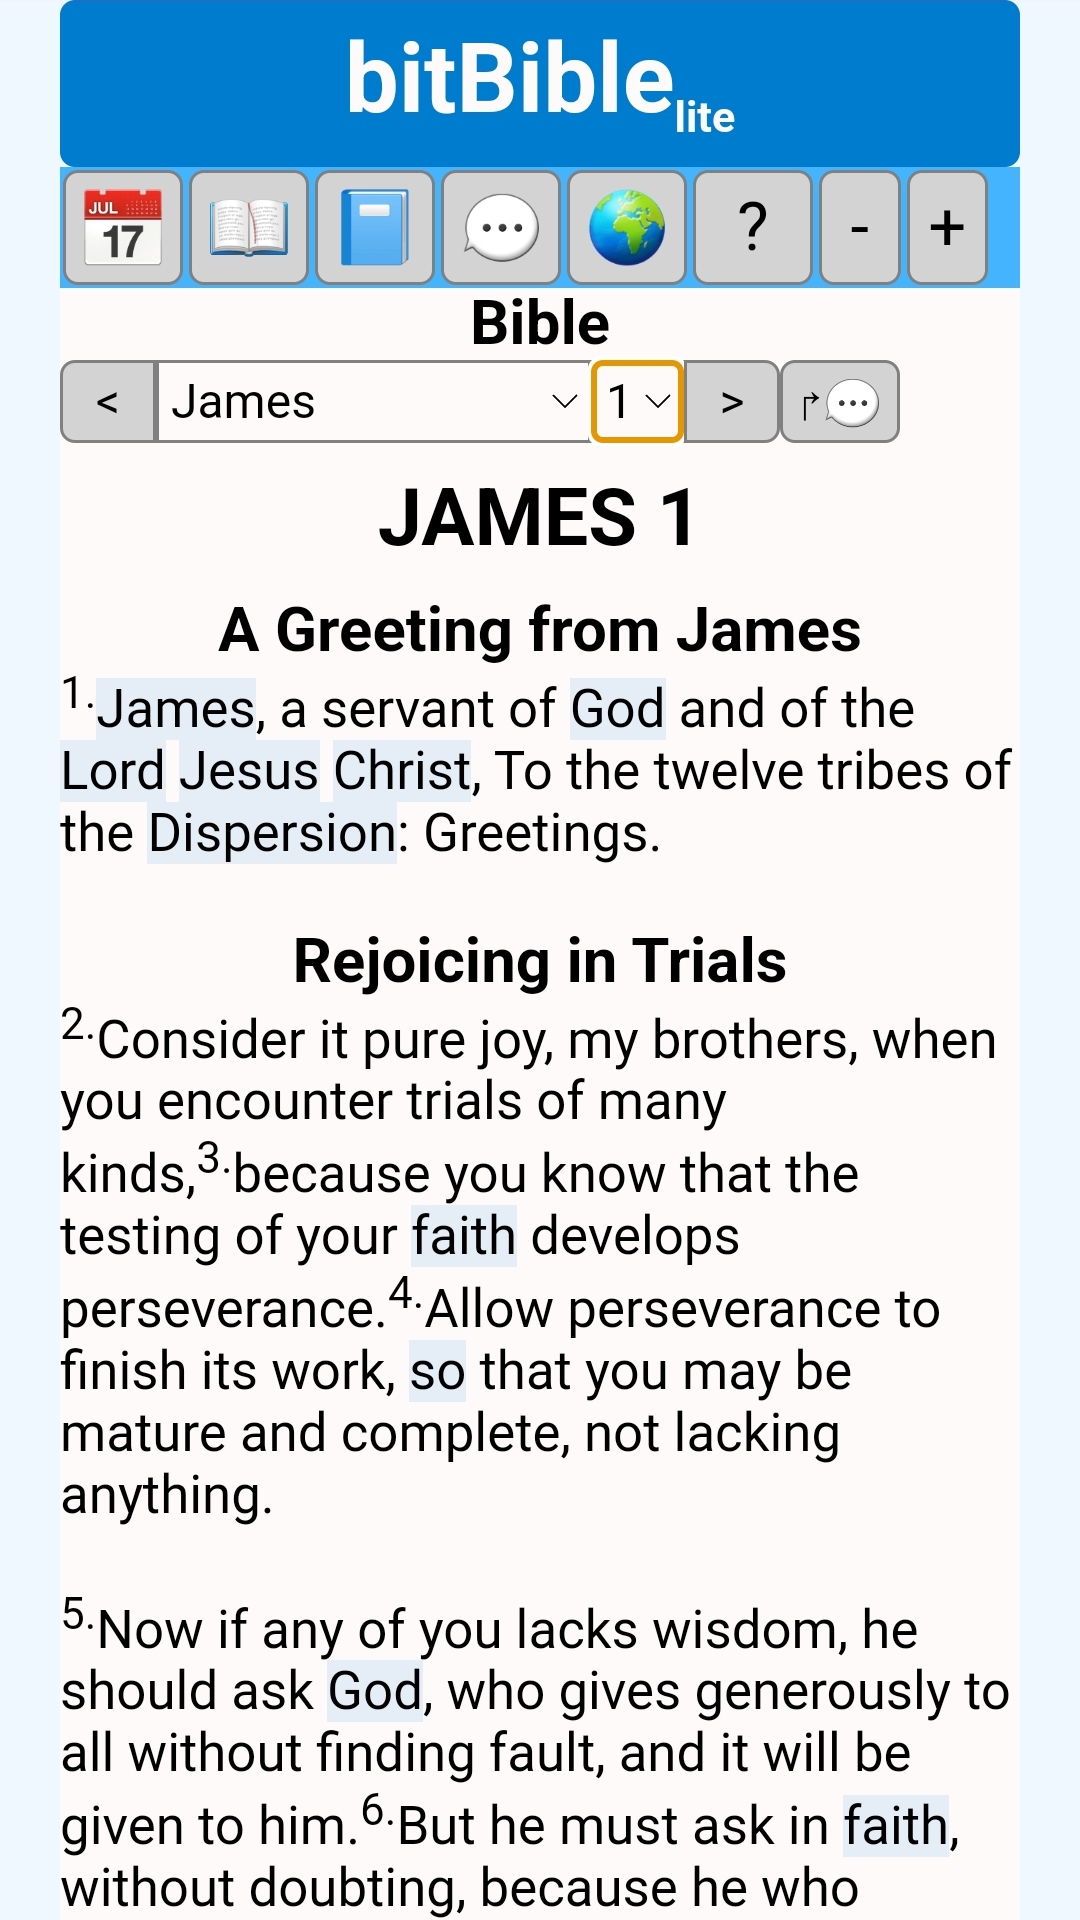 bitBible lite
JUL
17
? - +
Bible
< James 1 >
JAMES 1
A Greeting from James
1.James, a servant of God and of the
Lord Jesus Christ, To the twelve tribes of
the Dispersion: Greetings.
Rejoicing in Trials
2.Consider it pure joy, my brothers, when
you encounter trials of many
kinds,3.because you know that the
testing of your faith develops
perseverance.4.Allow perseverance to
finish its work, so that you may be
mature and complete, not lacking
anything.
5.Now if any of you lacks wisdom, he
should ask God, who gives generously to
all without finding fault, and it will be
given to him.6.But he must ask in faith,
without doubting, because he who